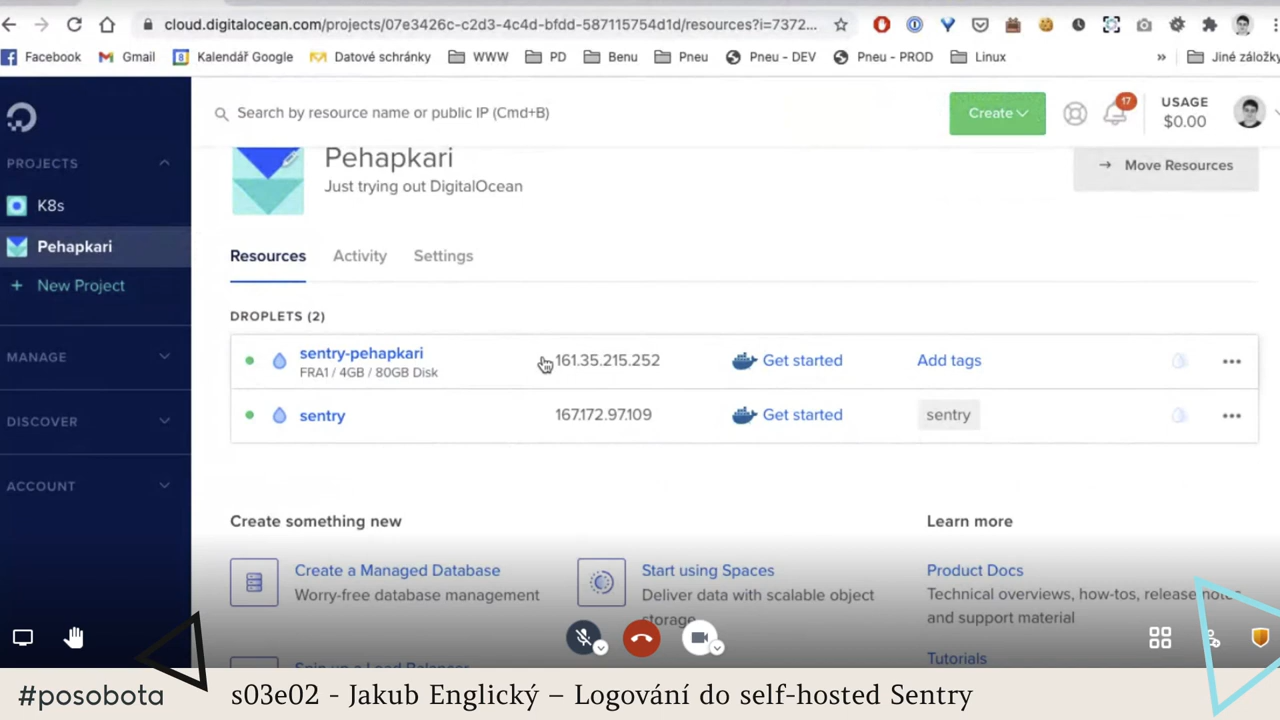 cloud.digitalocean.com/projects/07e3426c-c2d3-4c4d-bfdd-587115754d1d/resources?i=7372...
Facebook Gmail Kalendář Google Datové schránky WWW PD Benu Pneu Pneu - DEV Pneu - PROD Linux » Jiné záložky
Search by resource name or public IP (Cmd+B)
Create
17
USAGE
$0.00
PROJECTS
K8s
Pehapkari
+ New Project
MANAGE
DISCOVER
ACCOUNT
Pehapkari
Just trying out DigitalOcean
→ Move Resources
Resources Activity Settings
DROPLETS (2)
sentry-pehapkari 161.35.215.252 Get started Add tags
FRA1 / 4GB / 80GB Disk
sentry 167.172.97.109 Get started sentry
Create something new
Create a Managed Database
Worry-free database management
Start using Spaces
Deliver data with scalable object
storage
Spin up a Load Balancer
Learn more
Product Docs
Technical overviews, how-tos, release notes,
and support material
Tutorials
#posobota s03e02 - Jakub Englický – Logování do self-hosted Sentry